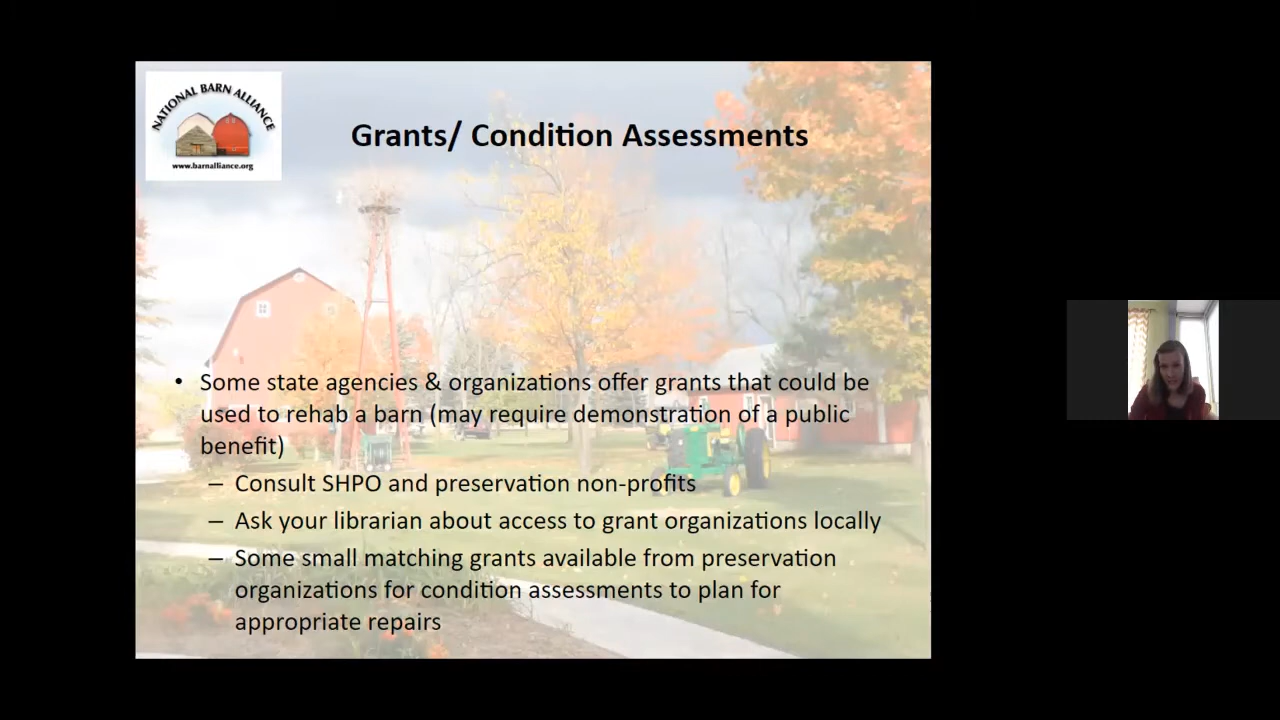 NATIONAL BARN ALLIANCE
www.barnalliance.org
Grants/ Condition Assessments
• Some state agencies & organizations offer grants that could be
used to rehab a barn (may require demonstration of a public
benefit)
– Consult SHPO and preservation non-profits
– Ask your librarian about access to grant organizations locally
– Some small matching grants available from preservation
organizations for condition assessments to plan for
appropriate repairs